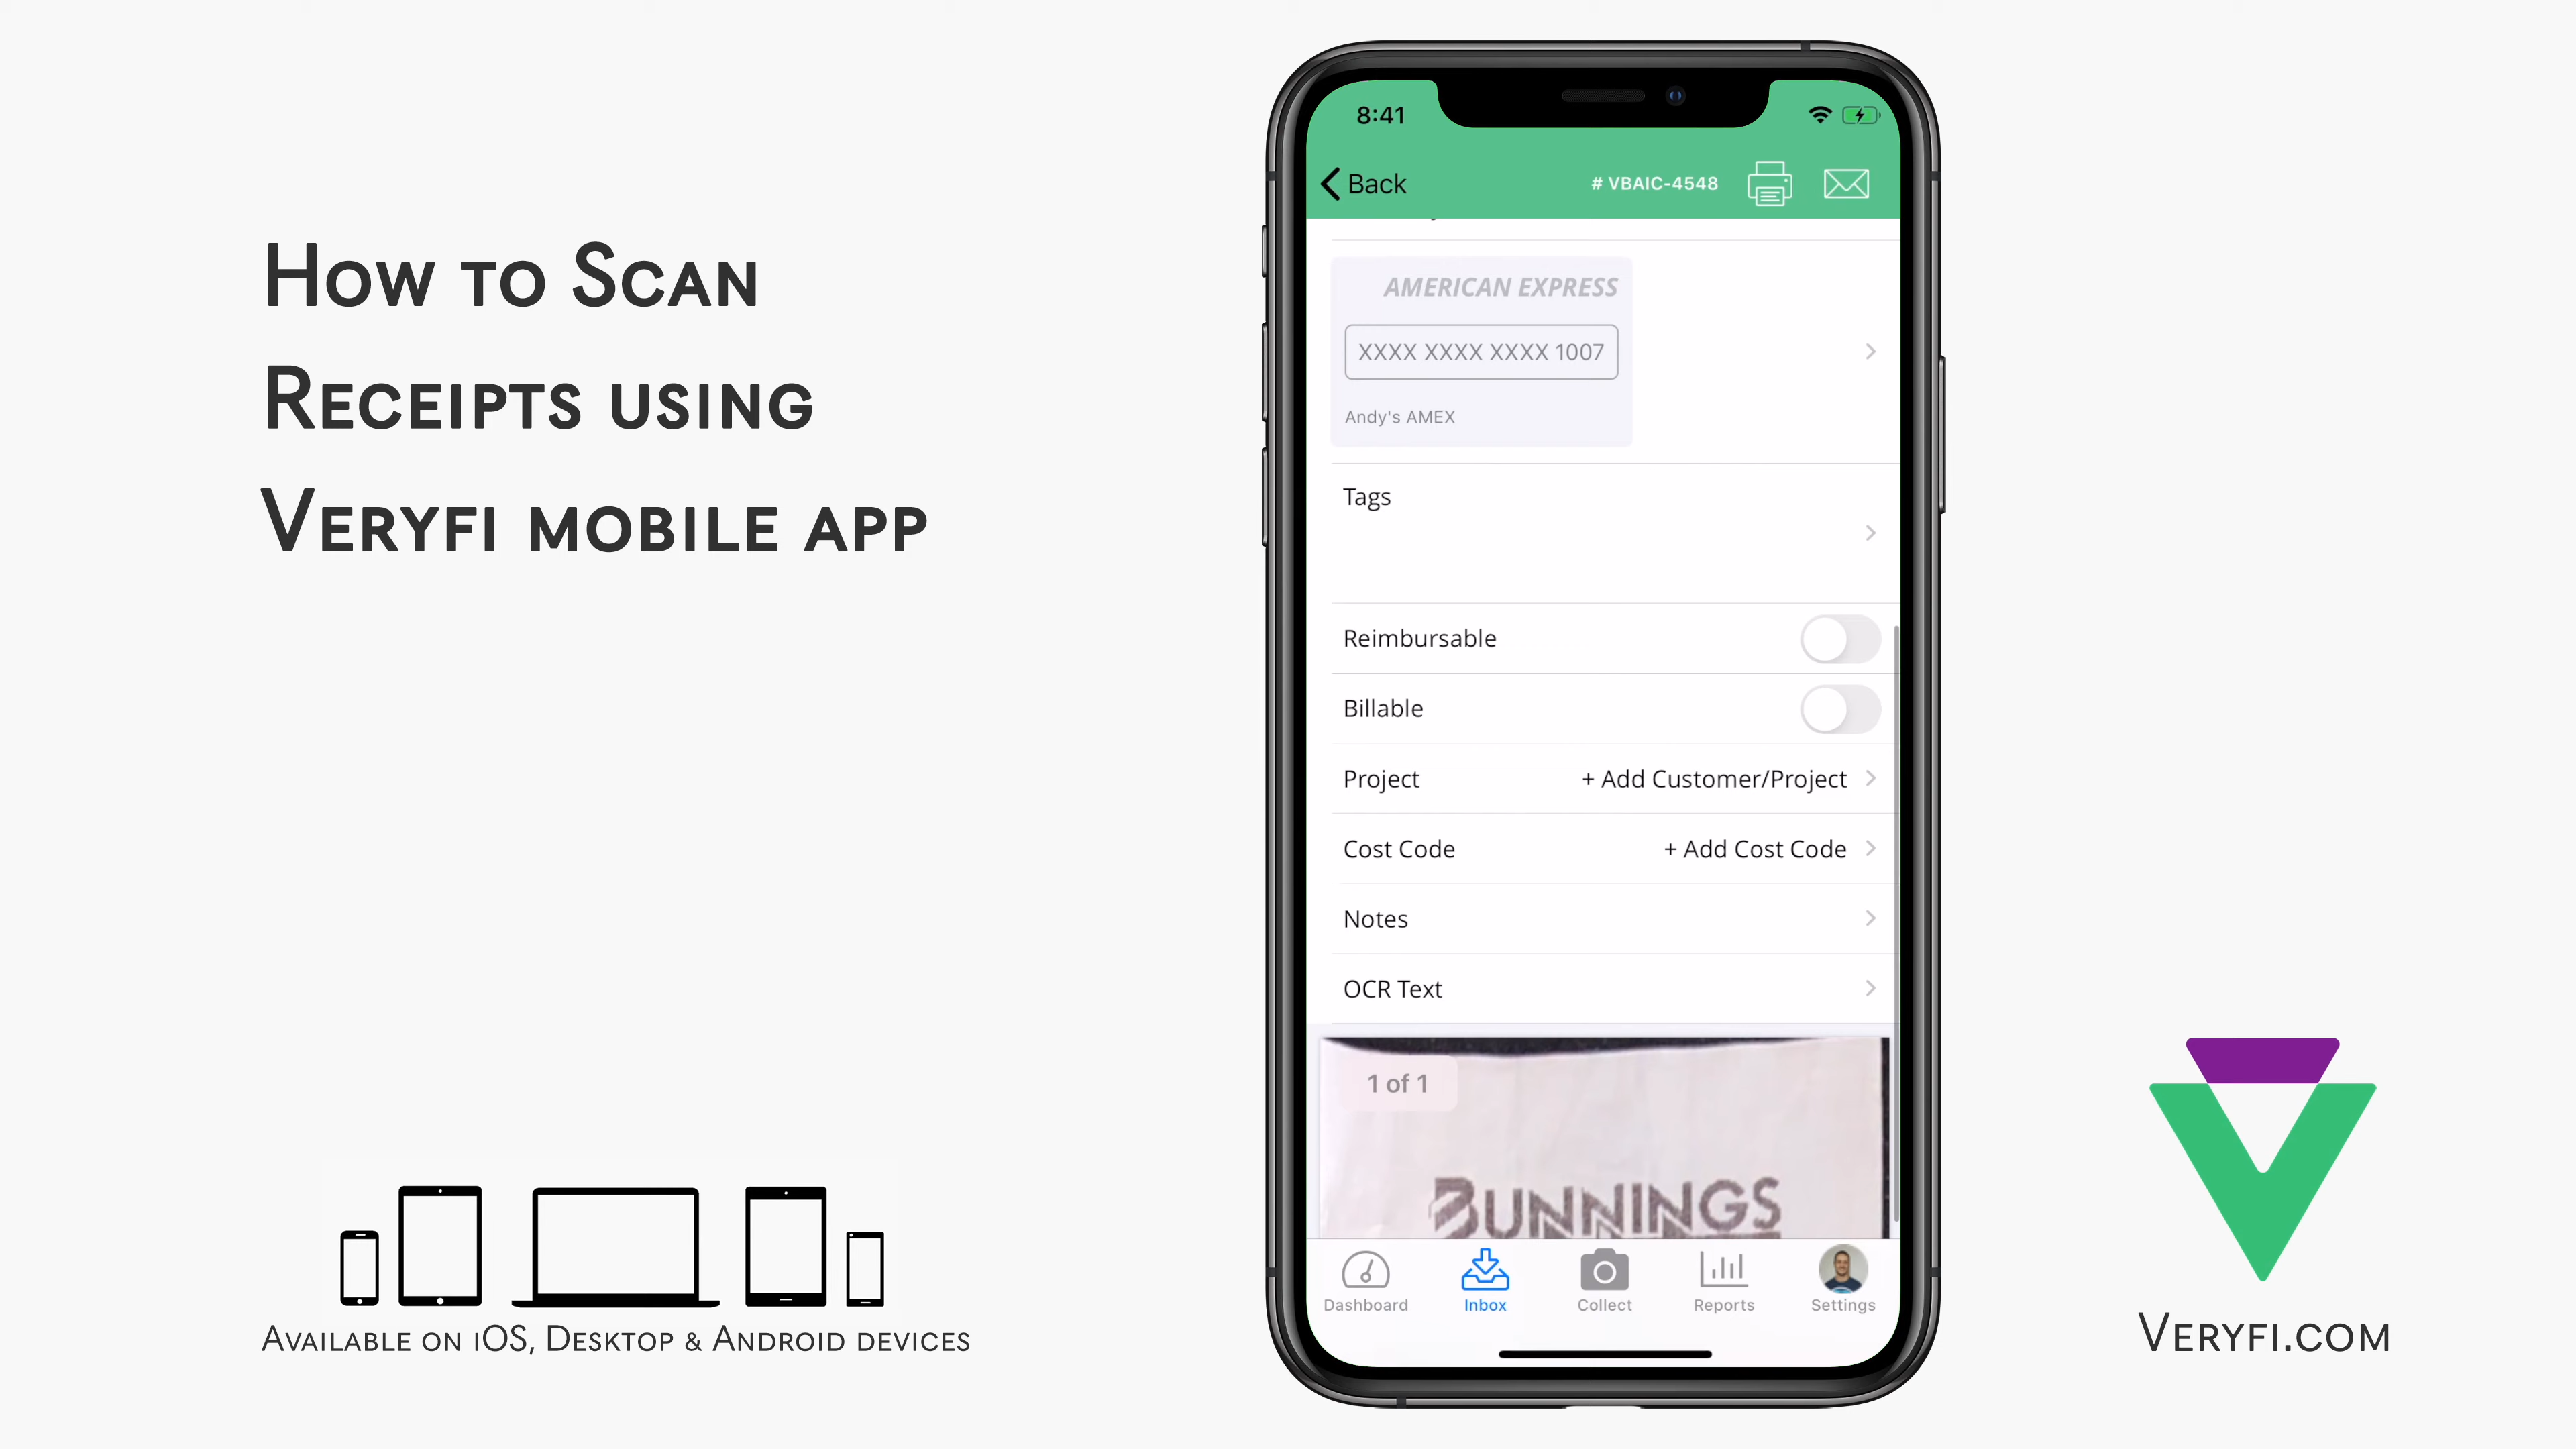 How to Scan
Receipts using
Veryfi mobile app
Available on iOS, Desktop & Android devices
8:41
Back
# VBAIC-4548
AMERICAN EXPRESS
XXXX XXXX XXXX 1007
Andy's AMEX
Tags
Reimbursable
Billable
Project + Add Customer/Project
Cost Code + Add Cost Code
Notes
OCR Text
1 of 1
BUNNINGS
Dashboard Inbox Collect Reports Settings
Veryfi.com